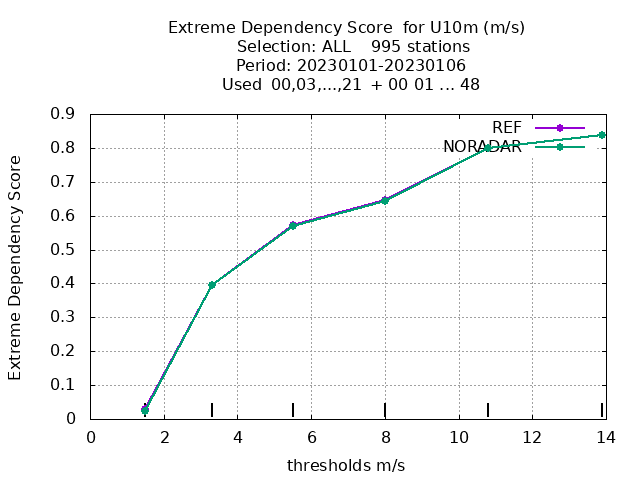 Extreme Dependency Score  for U10m (m/s)
Selection: ALL    995 stations
Period: 20230101-20230106
Used  00,03,...,21  + 00 01 ... 48
REF
NORADAR
0.9
0.8
0.7
0.6
0.5
0.4
0.3
0.2
0.1
0
Extreme Dependency Score
0 2 4 6 8 10 12 14
thresholds m/s